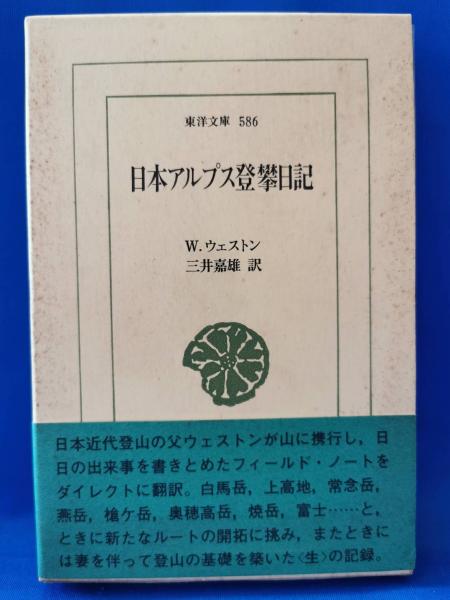 東洋文庫 586
日本アルプス登攀日記
W.ウェストン
三井嘉雄 訳
日本近代登山の父ウェストンが山に携行し，日
日の出来事を書きとめたフィールド・ノートを
ダイレクトに翻訳。白馬岳，上高地，常念岳，
燕岳，槍ケ岳，奥穂高岳，焼岳，富士……と，
ときに新たなルートの開拓に挑み，またときに
は妻を伴って登山の基礎を築いた〈生〉の記録。